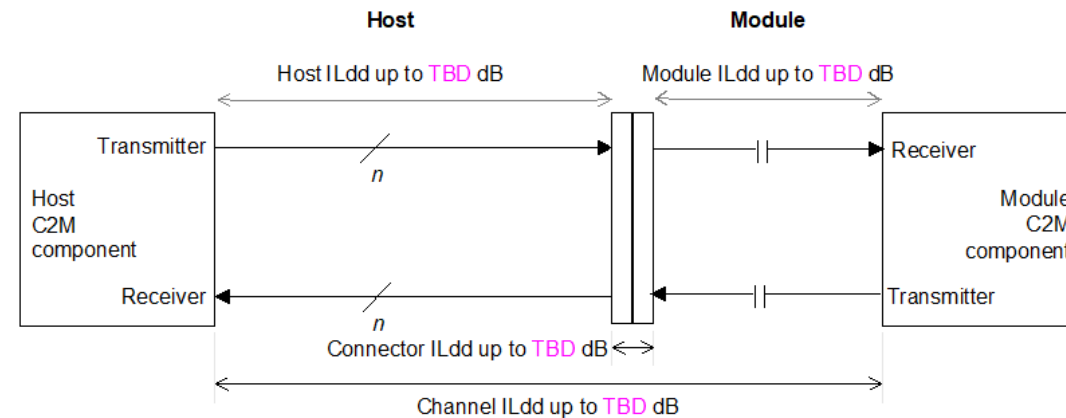 Host
Module
Host ILdd up to TBD dB
Module ILdd up to TBD dB
Transmitter
Receiver
n
Host
C2M
component
Module
C2M
component
Receiver
Transmitter
n
Connector ILdd up to TBD dB
Channel ILdd up to TBD dB